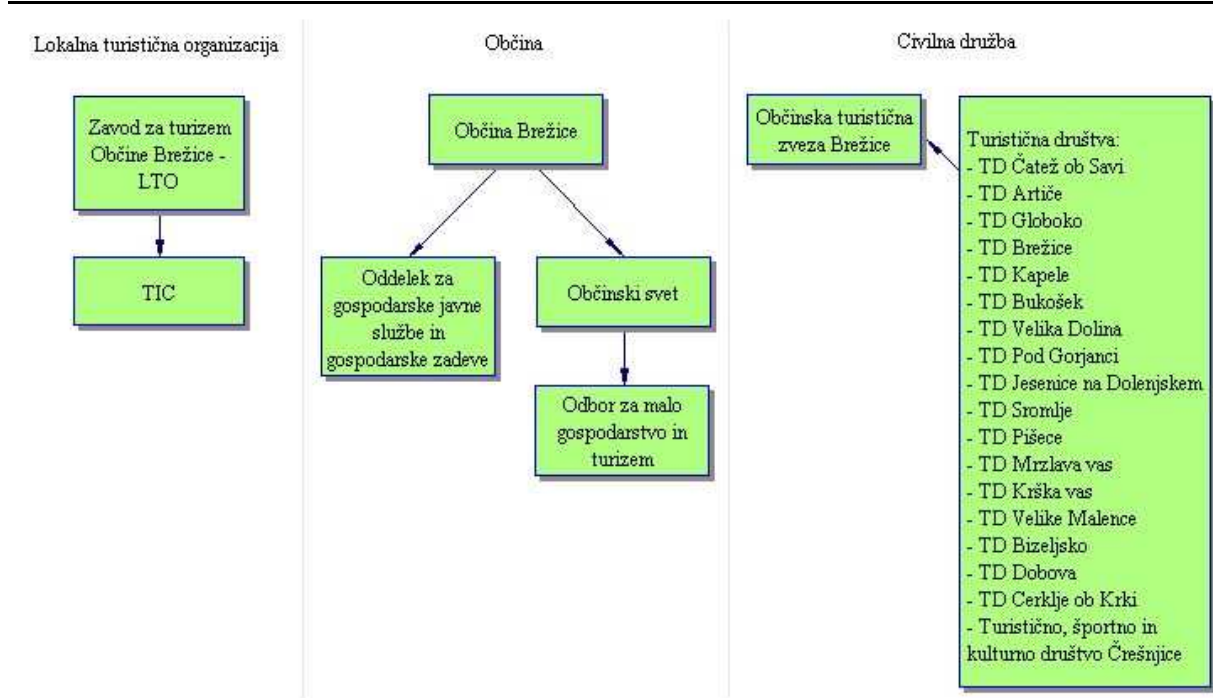 Lokalna turistična organizacija
Zavod za turizem
Občine Brežice -
LTO
TIC
Občina
Občina Brežice
Oddelek za
gospodarske javne
službe in
gospodarske zadeve
Občinski svet
Odbor za malo
gospodarstvo in
turizem
Civilna družba
Občinska turistična
zveza Brežice
Turistična društva:
- TD Čatež ob Savi
- TD Artiče
- TD Globoko
- TD Brežice
- TD Kapele
- TD Bukošek
- TD Velika Dolina
- TD Pod Gorjanci
- TD Jesenice na Dolenjskem
- TD Sromlje
- TD Pišece
- TD Mrzlava vas
- TD Krška vas
- TD Velike Malence
- TD Bizeljsko
- TD Dobova
- TD Cerklje ob Krki
- Turistično, športno in
kulturno društvo Črešnjice